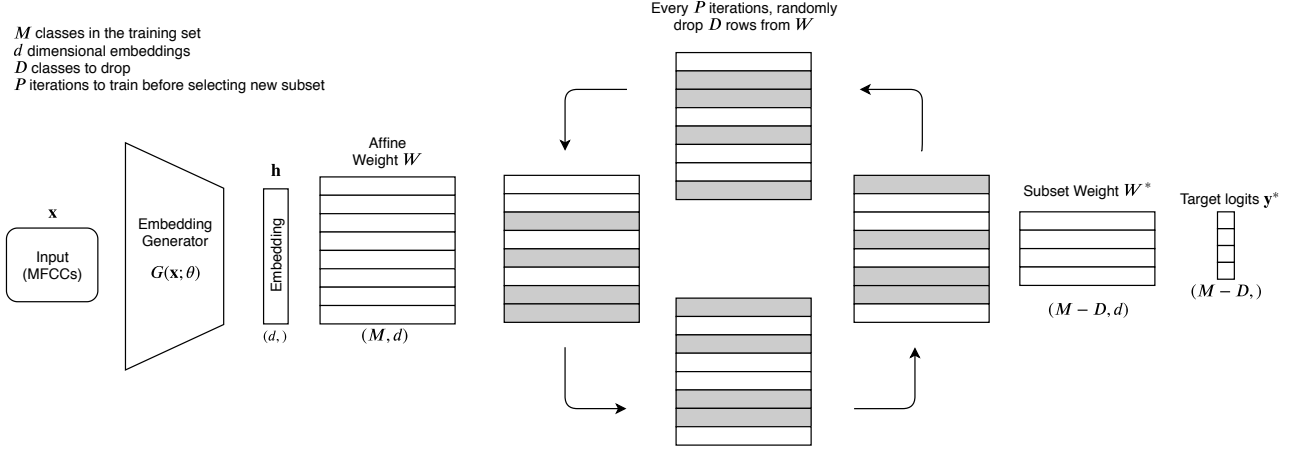 M classes in the training set
d dimensional embeddings
D classes to drop
P iterations to train before selecting new subset
x
Input
(MFCCs)
Embedding
Generator
G(x; θ)
h
Embedding
(d,)
Affine
Weight W
(M, d)
Every P iterations, randomly
drop D rows from W
Subset Weight W*
(M − D, d)
Target logits y*
(M − D,)